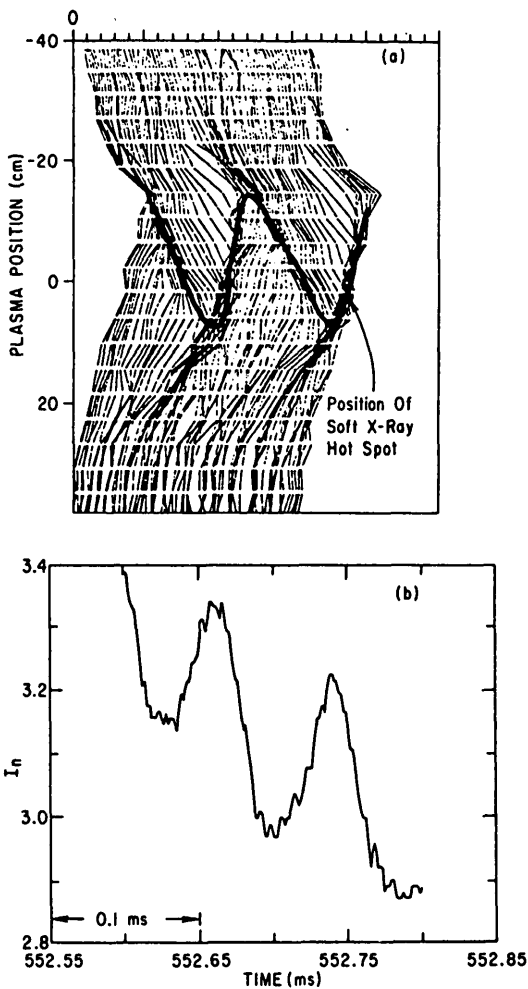 0
-40
(a)
-20
0
20
PLASMA POSITION (cm)
Position Of
Soft X-Ray
Hot Spot
3.4
(b)
3.2
3.0
2.8
In
0.1 ms
552.55
552.65
552.75
552.85
TIME (ms)